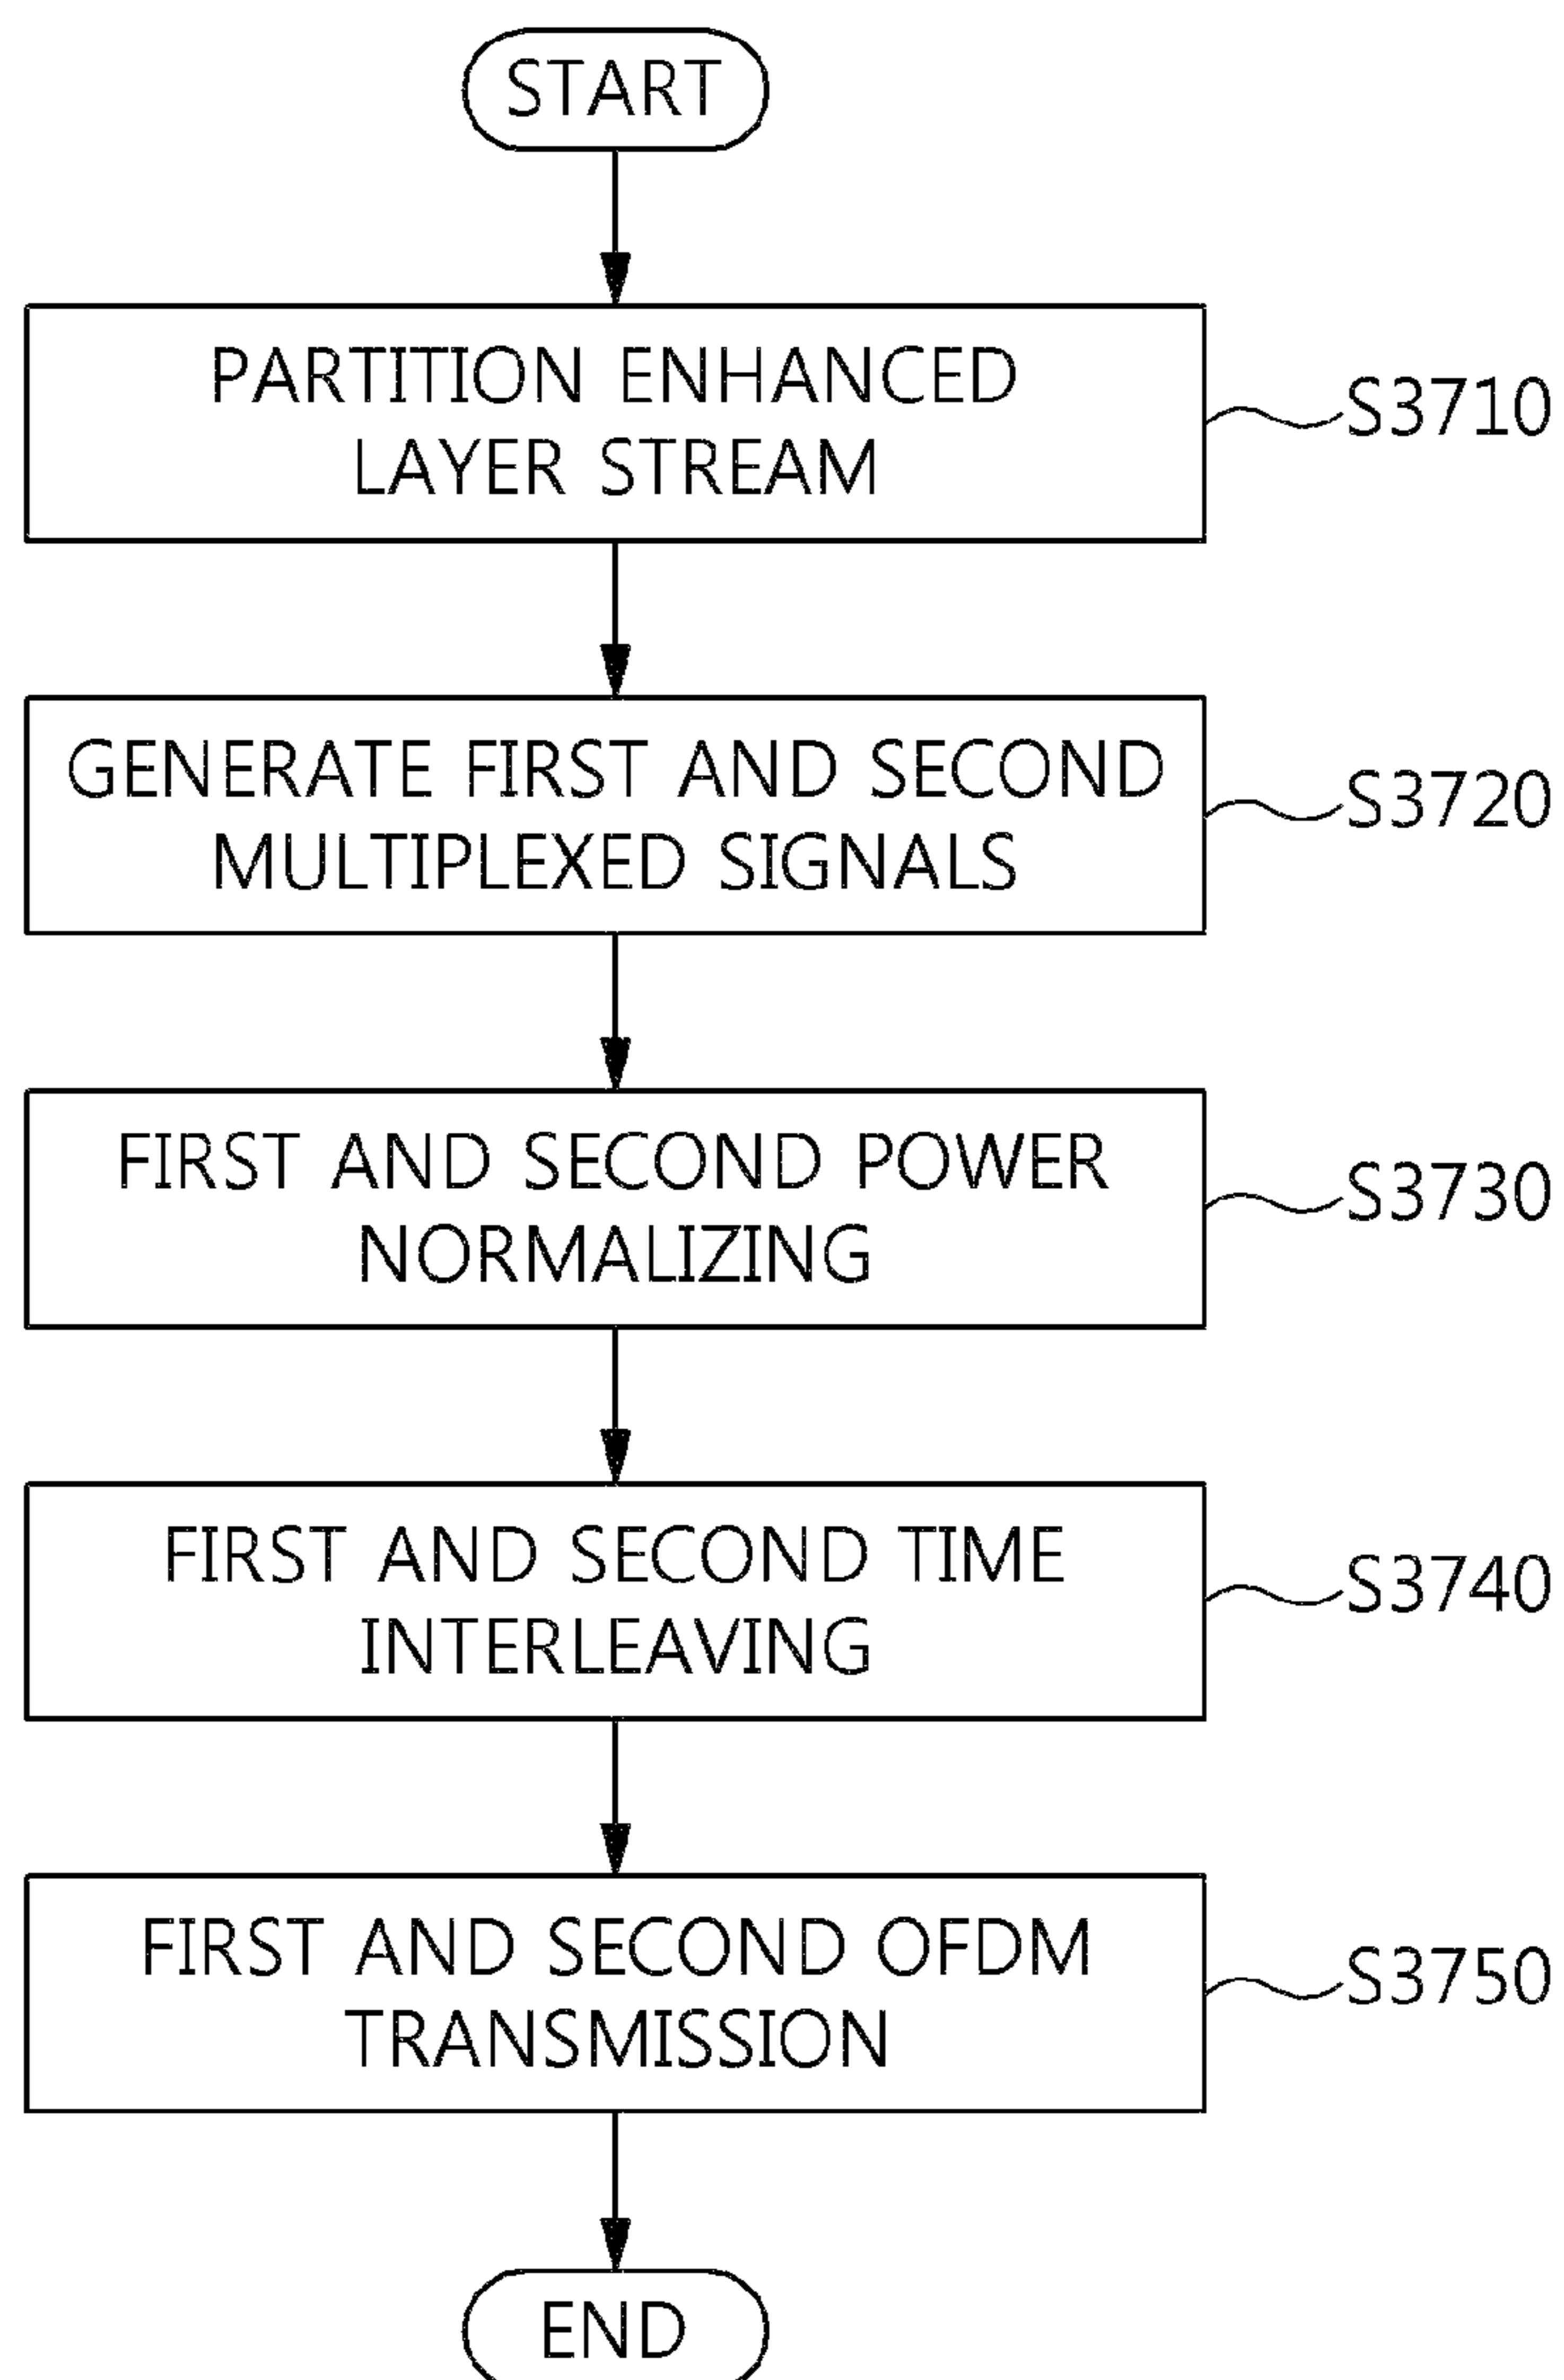 START
PARTITION ENHANCED
LAYER STREAM
S3710
GENERATE FIRST AND SECOND
MULTIPLEXED SIGNALS
S3720
FIRST AND SECOND POWER
NORMALIZING
S3730
FIRST AND SECOND TIME
INTERLEAVING
S3740
FIRST AND SECOND OFDM
TRANSMISSION
S3750
END